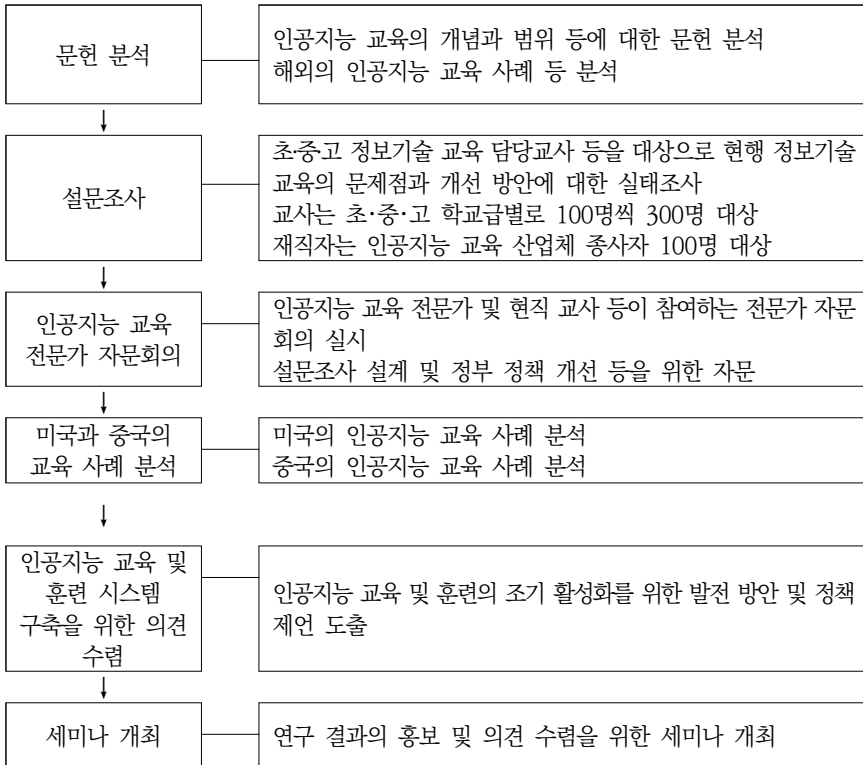 문헌 분석
인공지능 교육의 개념과 범위 등에 대한 문헌 분석
해외의 인공지능 교육 사례 등 분석
설문조사
초·중·고 정보기술 교육 담당교사 등을 대상으로 현행 정보기술
교육의 문제점과 개선 방안에 대한 실태조사
교사는 초·중·고 학교급별로 100명씩 300명 대상
재직자는 인공지능 교육 산업체 종사자 100명 대상
인공지능 교육
전문가 자문회의
인공지능 교육 전문가 및 현직 교사 등이 참여하는 전문가 자문
회의 실시
설문조사 설계 및 정부 정책 개선 등을 위한 자문
미국과 중국의
교육 사례 분석
미국의 인공지능 교육 사례 분석
중국의 인공지능 교육 사례 분석
인공지능 교육 및
훈련 시스템
구축을 위한 의견
수렴
인공지능 교육 및 훈련의 조기 활성화를 위한 발전 방안 및 정책
제언 도출
세미나 개최
연구 결과의 홍보 및 의견 수렴을 위한 세미나 개최